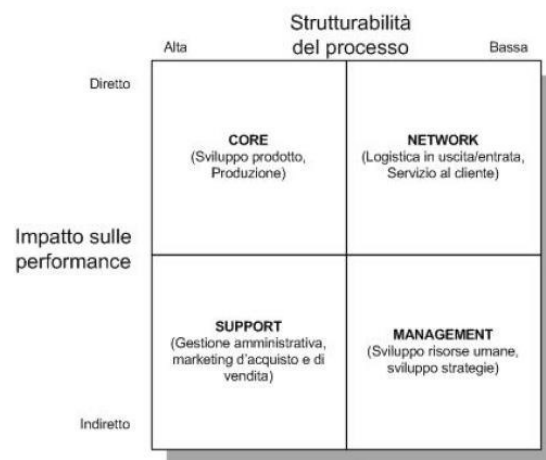 Strutturabilità
del processo
Alta
Bassa
Diretto
CORE
(Sviluppo prodotto,
Produzione)
NETWORK
(Logistica in uscita/entrata,
Servizio al cliente)
Impatto sulle
performance
SUPPORT
(Gestione amministrativa,
marketing d'acquisto e di
vendita)
MANAGEMENT
(Sviluppo risorse umane,
sviluppo strategie)
Indiretto